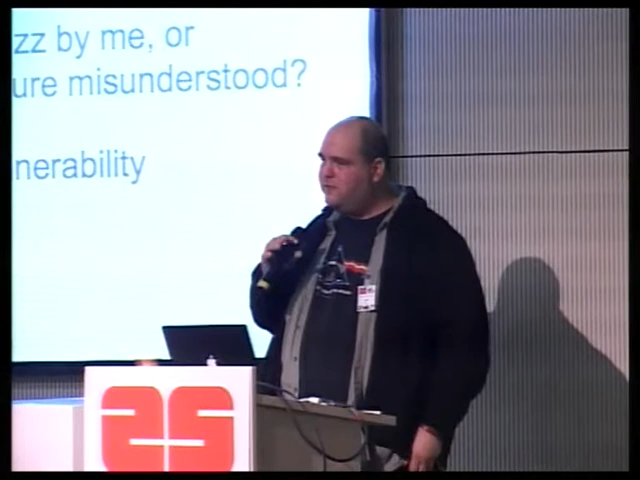 zz by me, or
ure misunderstood?
nerability